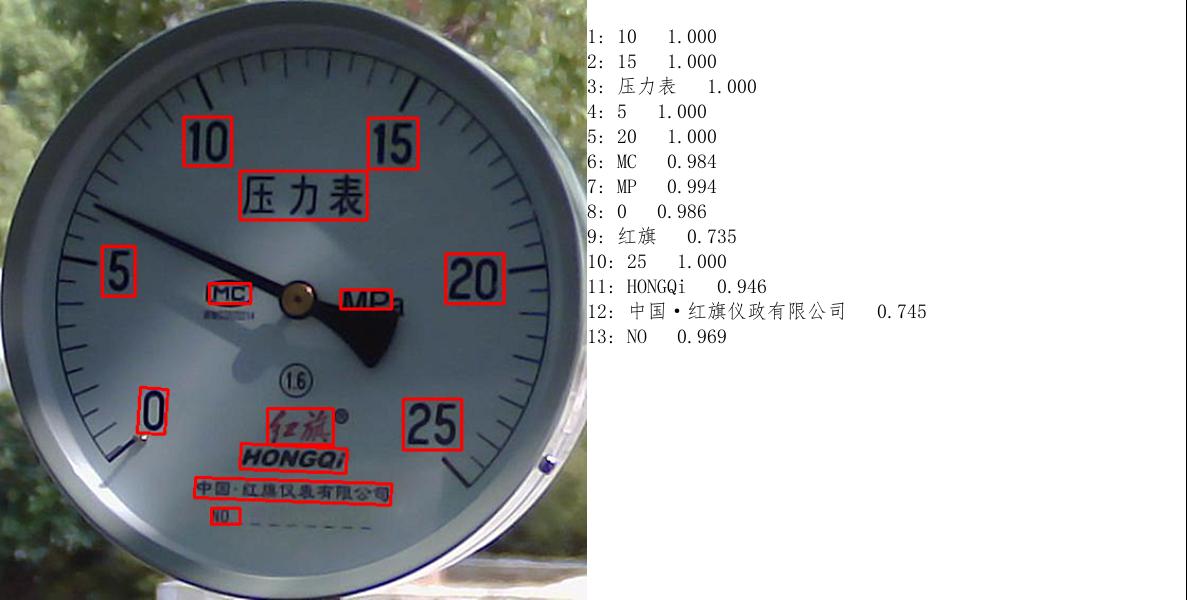 10 15
压力表
5 20
MC MPa
1.6
0 25
红旗®
HONGQi
中国·红旗仪表有限公司
NO
1: 10 1.000
2: 15 1.000
3: 压力表 1.000
4: 5 1.000
5: 20 1.000
6: MC 0.984
7: MP 0.994
8: 0 0.986
9: 红旗 0.735
10: 25 1.000
11: HONGQi 0.946
12: 中国·红旗仪政有限公司 0.745
13: NO 0.969